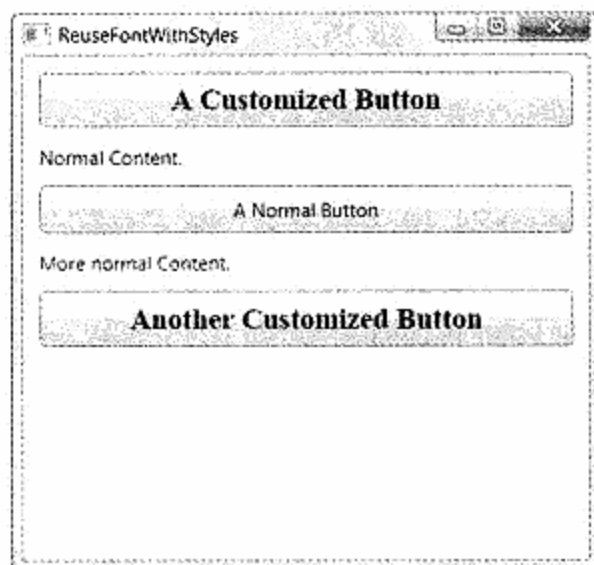 ReuseFontWithStyles
A Customized Button
Normal Content.
A Normal Button
More normal Content.
Another Customized Button